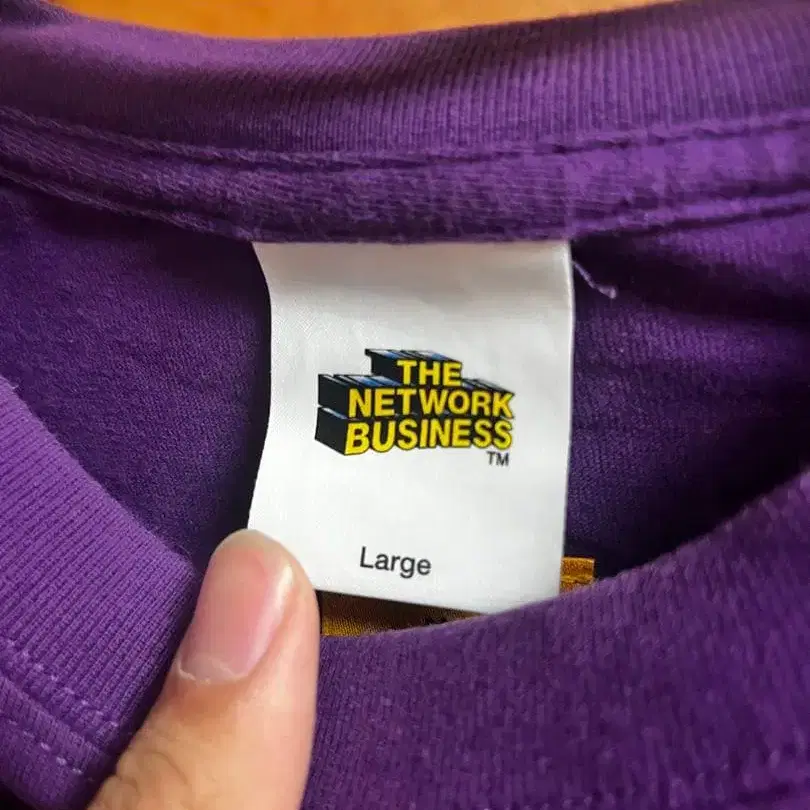 THE
NETWORK
BUSINESS
TM
Large